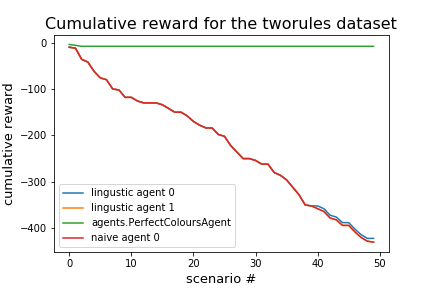 Cumulative reward for the tworules dataset
cumulative reward
0
−100
−200
−300
−400
lingustic agent 0
lingustic agent 1
agents.PerfectColoursAgent
naive agent 0
0 10 20 30 40 50
scenario #